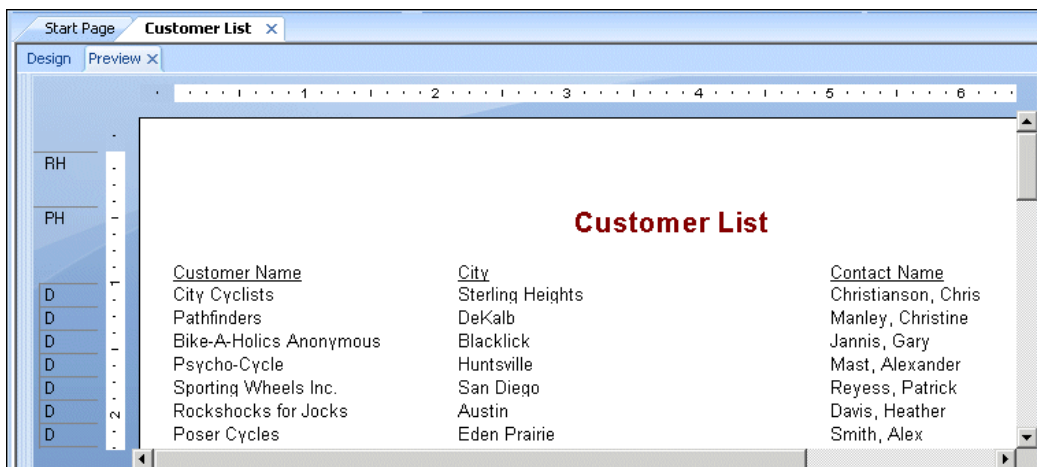 Start Page Customer List ×
Design Preview ×
1 2 3 4 5 6
RH
PH
Customer List
1
Customer Name City Contact Name
D City Cyclists Sterling Heights Christianson, Chris
D Pathfinders DeKalb Manley, Christine
D Bike-A-Holics Anonymous Blacklick Jannis, Gary
D Psycho-Cycle Huntsville Mast, Alexander
D Sporting Wheels Inc. San Diego Reyess, Patrick
D Rockshocks for Jocks Austin Davis, Heather
2
D Poser Cycles Eden Prairie Smith, Alex